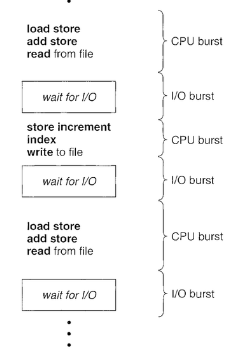 load store
add store
read from file
CPU burst
wait for I/O
I/O burst
store increment
index
write to file
CPU burst
wait for I/O
I/O burst
load store
add store
read from file
CPU burst
wait for I/O
I/O burst